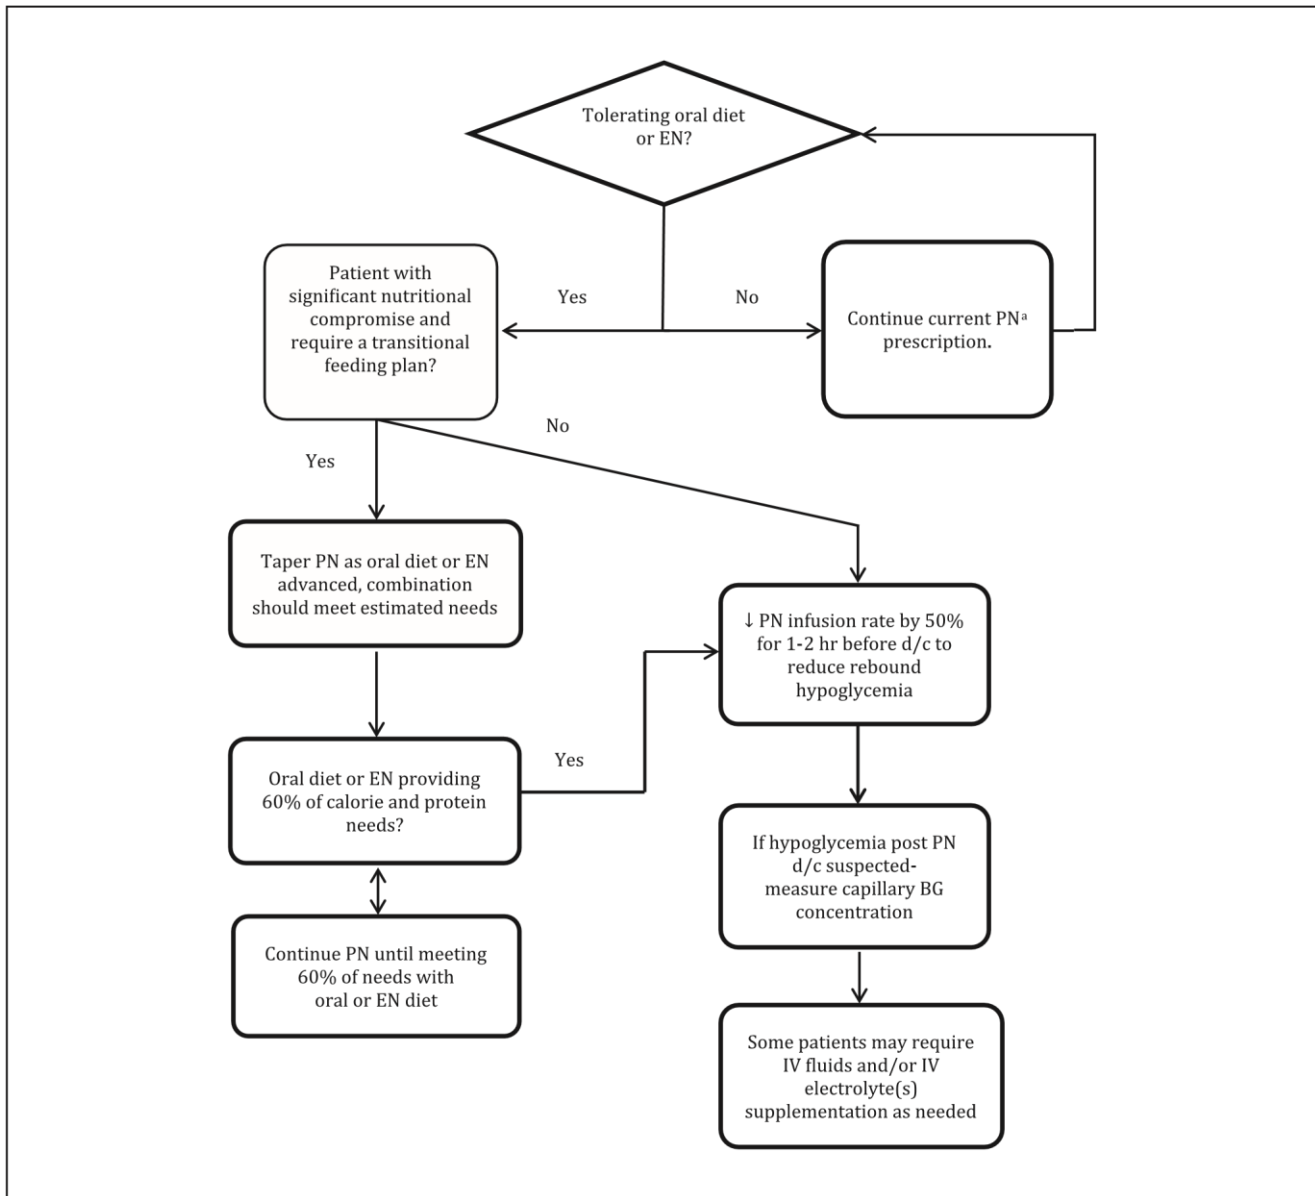 Tolerating oral diet
or EN?
Patient with
significant nutritional
compromise and
require a transitional
feeding plan?
Yes
No
Continue current PNᵃ
prescription.
No
Yes
Taper PN as oral diet or EN
advanced, combination
should meet estimated needs
↓ PN infusion rate by 50%
for 1-2 hr before d/c to
reduce rebound
hypoglycemia
Oral diet or EN providing
60% of calorie and protein
needs?
Yes
If hypoglycemia post PN
d/c suspected-
measure capillary BG
concentration
Continue PN until meeting
60% of needs with
oral or EN diet
Some patients may require
IV fluids and/or IV
electrolyte(s)
supplementation as needed